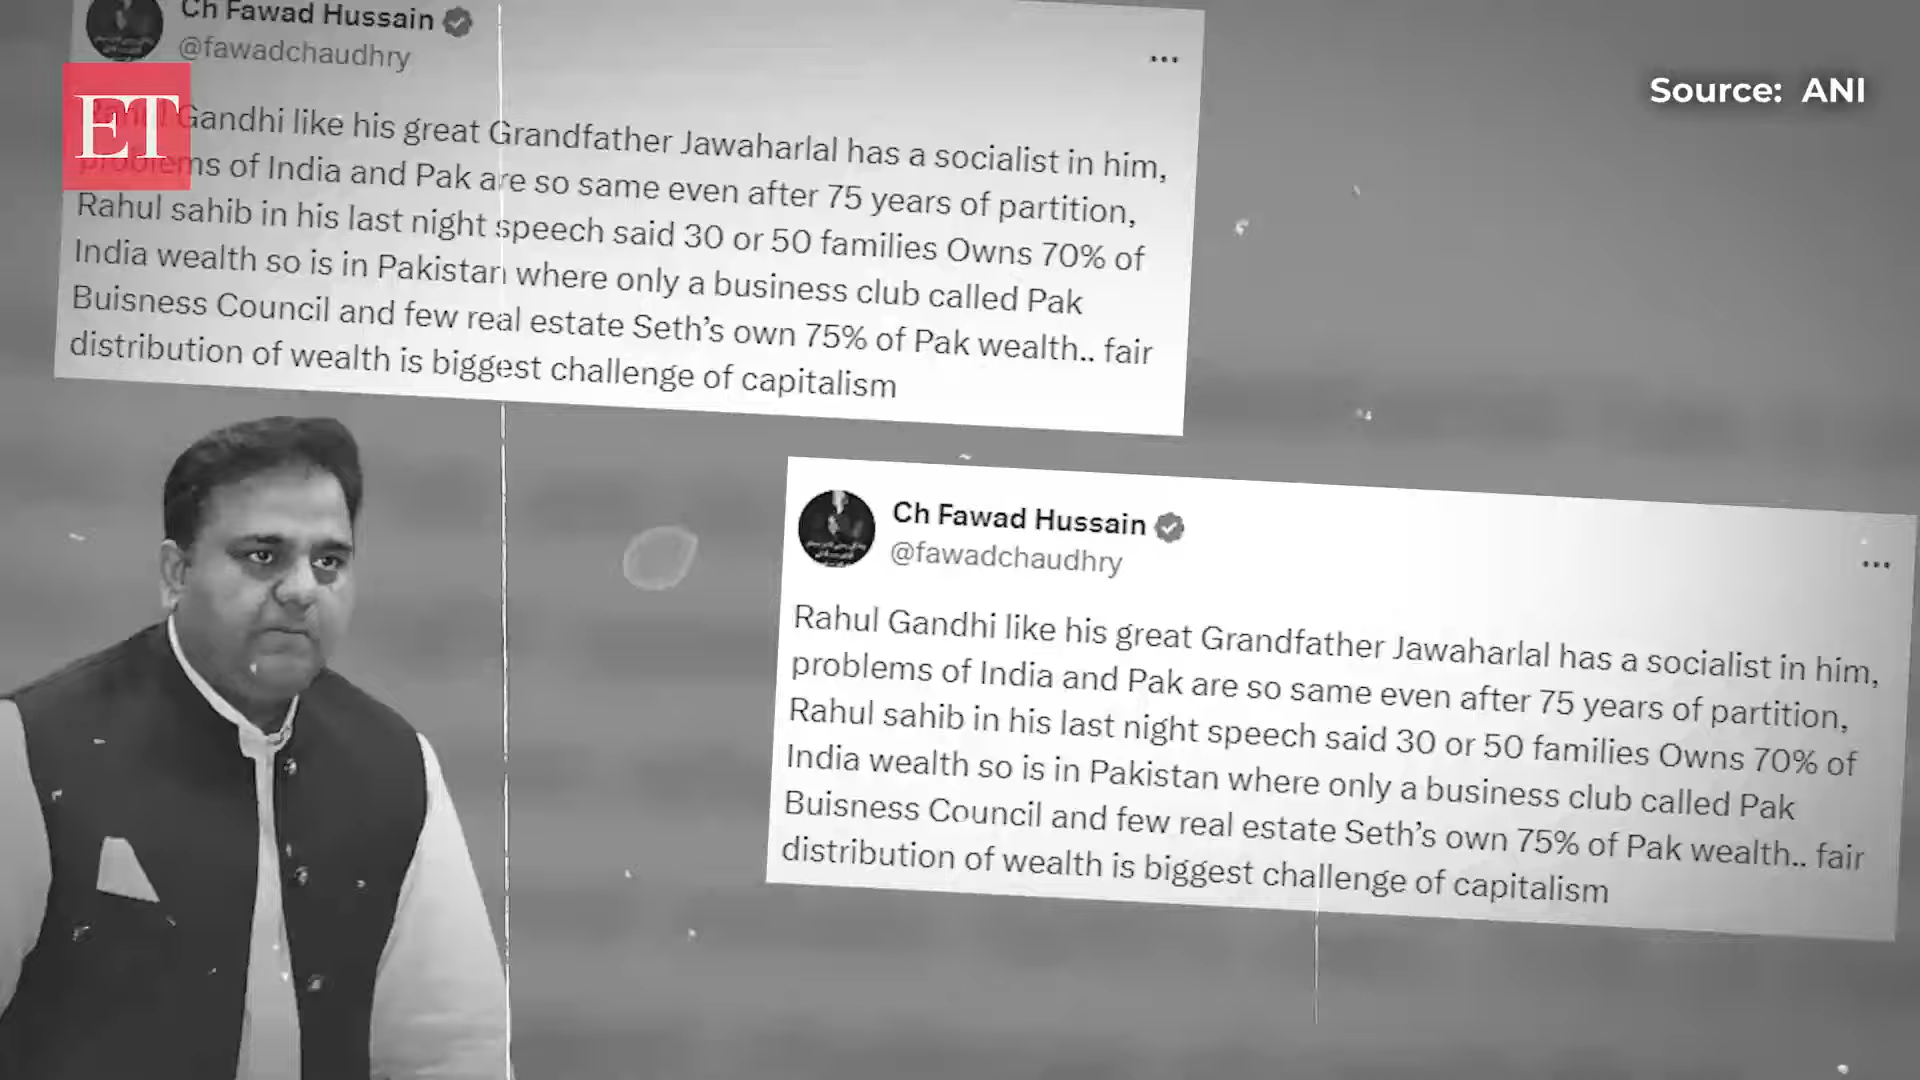 Ch Fawad Hussain
@fawadchaudhry
ET
Source: ANI
Gandhi like his great Grandfather Jawaharlal has a socialist in him,
problems of India and Pak are so same even after 75 years of partition,
Rahul sahib in his last night speech said 30 or 50 families Owns 70% of
India wealth so is in Pakistan where only a business club called Pak
Buisness Council and few real estate Seth's own 75% of Pak wealth.. fair
distribution of wealth is biggest challenge of capitalism
Ch Fawad Hussain
@fawadchaudhry
Rahul Gandhi like his great Grandfather Jawaharlal has a socialist in him,
problems of India and Pak are so same even after 75 years of partition,
Rahul sahib in his last night speech said 30 or 50 families Owns 70% of
India wealth so is in Pakistan where only a business club called Pak
Buisness Council and few real estate Seth's own 75% of Pak wealth.. fair
distribution of wealth is biggest challenge of capitalism